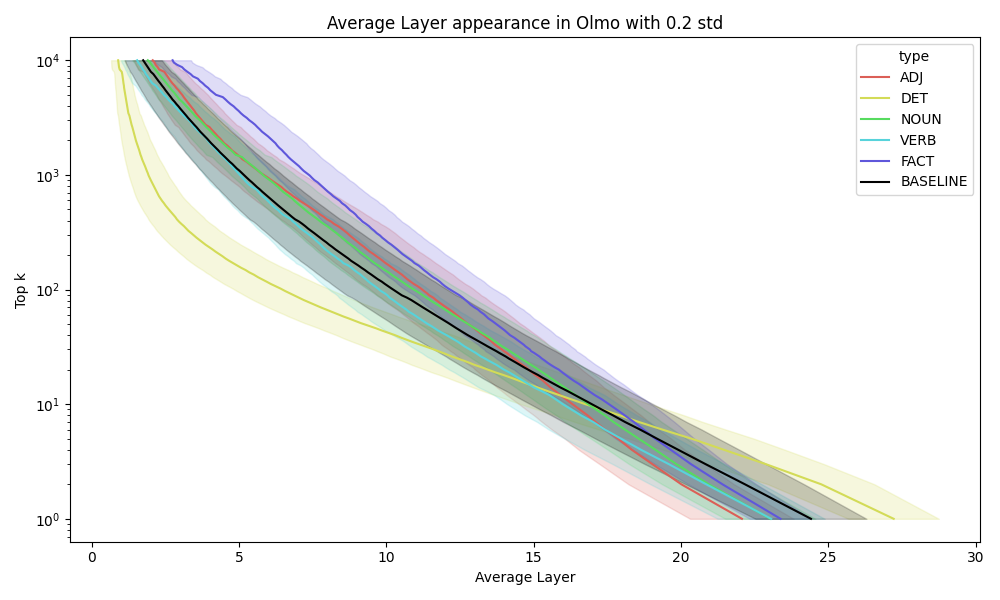 Average Layer appearance in Olmo with 0.2 std
type
ADJ
DET
NOUN
VERB
FACT
BASELINE
Top k
10⁴
10³
10²
10¹
10⁰
0 5 10 15 20 25 30
Average Layer